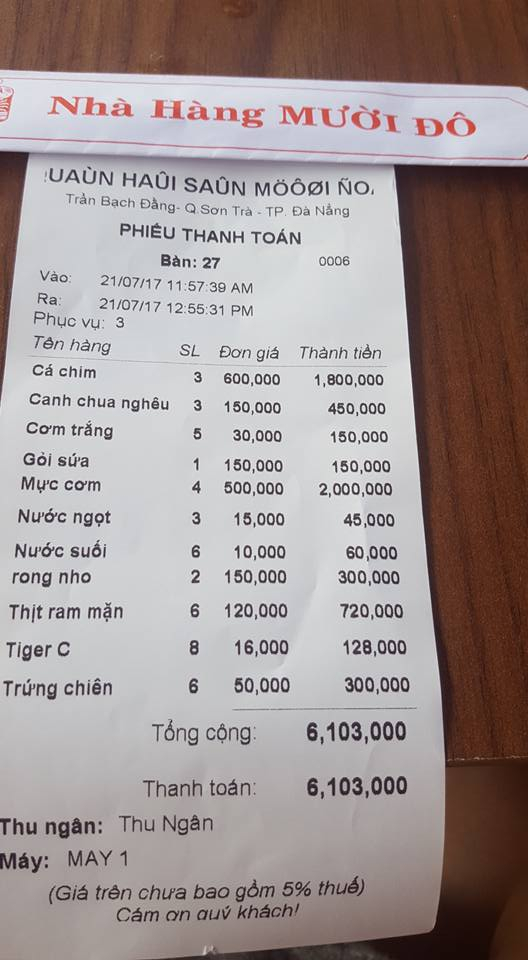 Nhà Hàng MƯỜI ĐÔ
UAÙN HAÛI SAÛN MÖÔØI ÑO
Trần Bạch Đằng- Q.Sơn Trà - TP. Đà Nẵng
PHIẾU THANH TOÁN
Bàn: 27 0006
Vào: 21/07/17 11:57:39 AM
Ra: 21/07/17 12:55:31 PM
Phục vụ: 3
Tên hàng SL Đơn giá Thành tiền
Cá chim 3 600,000 1,800,000
Canh chua nghêu 3 150,000 450,000
Cơm trắng 5 30,000 150,000
Gỏi sứa 1 150,000 150,000
Mực cơm 4 500,000 2,000,000
Nước ngọt 3 15,000 45,000
Nước suối 6 10,000 60,000
rong nho 2 150,000 300,000
Thịt ram mặn 6 120,000 720,000
Tiger C 8 16,000 128,000
Trứng chiên 6 50,000 300,000
Tổng cộng: 6,103,000
Thanh toán: 6,103,000
Thu ngân: Thu Ngân
Máy: MAY 1
(Giá trên chưa bao gồm 5% thuế)
Cám ơn quý khách!